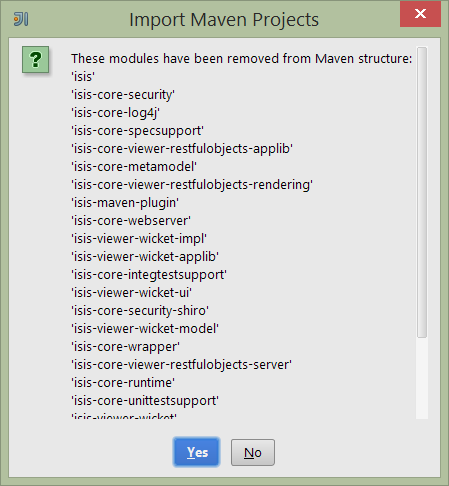 Import Maven Projects
These modules have been removed from Maven structure:
'isis'
'isis-core-security'
'isis-core-log4j'
'isis-core-specsupport'
'isis-core-viewer-restfulobjects-applib'
'isis-core-metamodel'
'isis-core-viewer-restfulobjects-rendering'
'isis-maven-plugin'
'isis-core-webserver'
'isis-viewer-wicket-impl'
'isis-viewer-wicket-applib'
'isis-core-integtestsupport'
'isis-viewer-wicket-ui'
'isis-core-security-shiro'
'isis-viewer-wicket-model'
'isis-core-wrapper'
'isis-core-viewer-restfulobjects-server'
'isis-core-runtime'
'isis-core-unittestsupport'
'isis-viewer-wicket'
Yes No